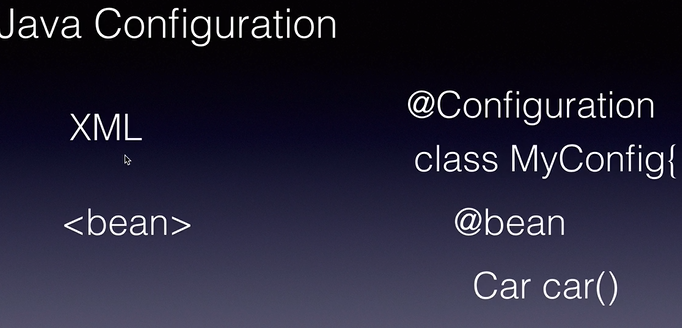 Java Configuration
XML
<bean>
@Configuration
class MyConfig{
@bean
Car car()